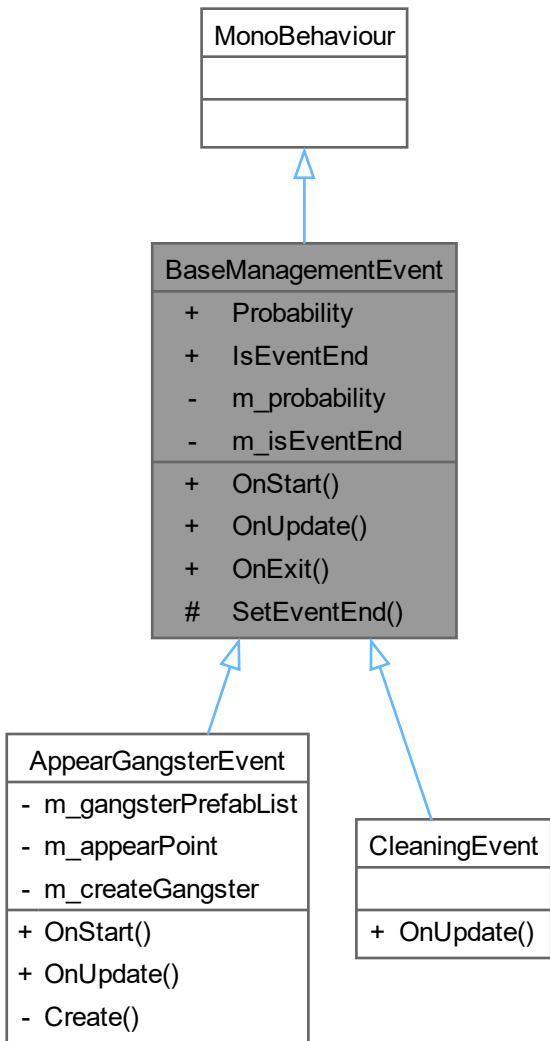 MonoBehaviour
BaseManagementEvent
+ Probability
+ IsEventEnd
- m_probability
- m_isEventEnd
+ OnStart()
+ OnUpdate()
+ OnExit()
# SetEventEnd()
AppearGangsterEvent
- m_gangsterPrefabList
- m_appearPoint
- m_createGangster
+ OnStart()
+ OnUpdate()
- Create()
CleaningEvent
+ OnUpdate()